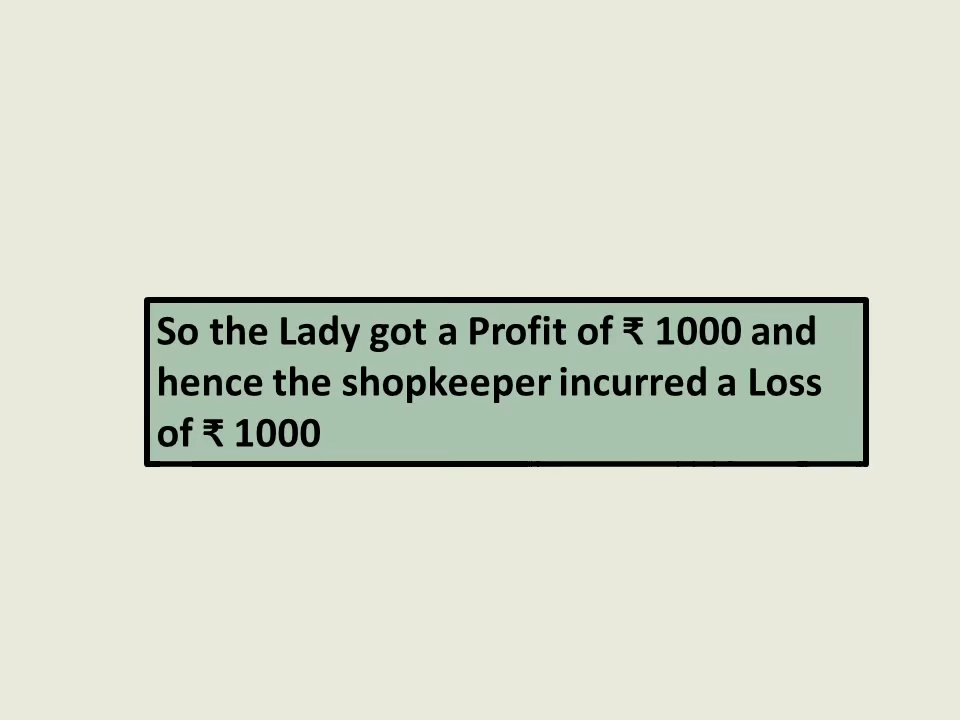 So the Lady got a Profit of ₹ 1000 and
hence the shopkeeper incurred a Loss
of ₹ 1000